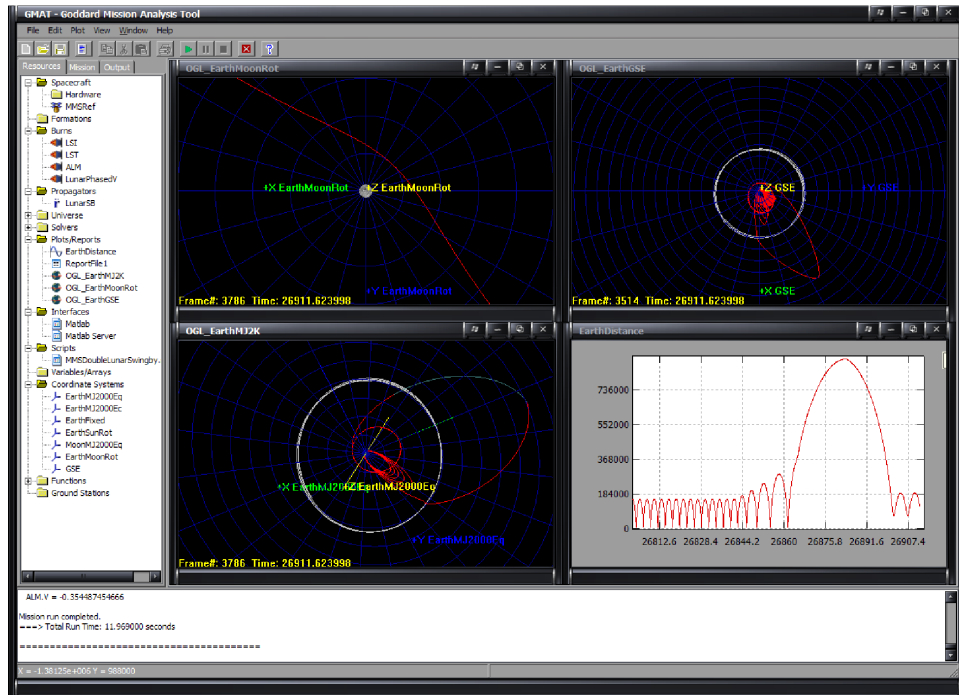 GMAT - Goddard Mission Analysis Tool
File Edit Plot View Window Help
Resources Mission Output
Spacecraft
Hardware
MMSRef
Formations
Burns
LSI
LST
ALM
LunarPhasedV
Propagators
LunarSB
Universe
Solvers
Plots/Reports
EarthDistance
ReportFile1
OGL_EarthMJ2K
OGL_EarthMoonRot
OGL_EarthGSE
Interfaces
Matlab
Matlab Server
Scripts
MMSDoubleLunarSwingby.
Variables/Arrays
Coordinate Systems
EarthMJ2000Eq
EarthMJ2000Ec
EarthFixed
EarthSunRot
MoonMJ2000Eq
EarthMoonRot
GSE
Functions
Ground Stations
OGL_EarthMoonRot
+X EarthMoonRot
+Z EarthMoonRot
+Y EarthMoonRot
Frame#: 3786 Time: 26911.623998
OGL_EarthGSE
+Z GSE
+Y GSE
+X GSE
Frame#: 3514 Time: 26911.623998
OGL_EarthMJ2K
+Z EarthMJ2000Eq
+Y EarthMJ2000Eq
Frame#: 3786 Time: 26911.623998
EarthDistance
736000
552000
368000
184000
0
26812.6 26828.4 26844.2 26860 26875.8 26891.6 26907.4
ALM.V = -0.354487454666
Mission run completed.
===> Total Run Time: 11.969000 seconds
========================================
X = -1.38125e+006 Y = 988000